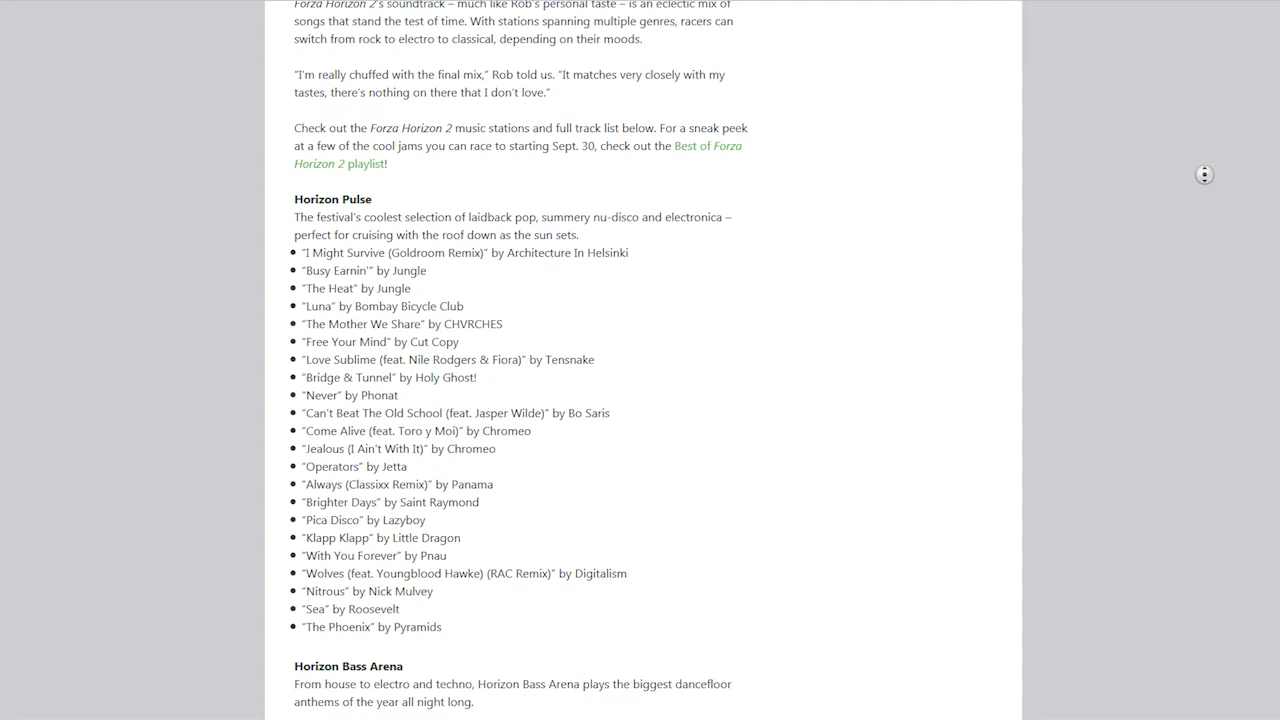 Forza Horizon 2's soundtrack – much like Rob's personal taste – is an eclectic mix of
songs that stand the test of time. With stations spanning multiple genres, racers can
switch from rock to electro to classical, depending on their moods.
“I'm really chuffed with the final mix,” Rob told us. “It matches very closely with my
tastes, there's nothing on there that I don't love.”
Check out the Forza Horizon 2 music stations and full track list below. For a sneak peek
at a few of the cool jams you can race to starting Sept. 30, check out the Best of Forza
Horizon 2 playlist!
Horizon Pulse
The festival's coolest selection of laidback pop, summery nu-disco and electronica –
perfect for cruising with the roof down as the sun sets.
• “I Might Survive (Goldroom Remix)” by Architecture In Helsinki
• “Busy Earnin'” by Jungle
• “The Heat” by Jungle
• “Luna” by Bombay Bicycle Club
• “The Mother We Share” by CHVRCHES
• “Free Your Mind” by Cut Copy
• “Love Sublime (feat. Nile Rodgers & Fiora)” by Tensnake
• “Bridge & Tunnel” by Holy Ghost!
• “Never” by Phonat
• “Can't Beat The Old School (feat. Jasper Wilde)” by Bo Saris
• “Come Alive (feat. Toro y Moi)” by Chromeo
• “Jealous (I Ain't With It)” by Chromeo
• “Operators” by Jetta
• “Always (Classixx Remix)” by Panama
• “Brighter Days” by Saint Raymond
• “Pica Disco” by Lazyboy
• “Klapp Klapp” by Little Dragon
• “With You Forever” by Pnau
• “Wolves (feat. Youngblood Hawke) (RAC Remix)” by Digitalism
• “Nitrous” by Nick Mulvey
• “Sea” by Roosevelt
• “The Phoenix” by Pyramids
Horizon Bass Arena
From house to electro and techno, Horizon Bass Arena plays the biggest dancefloor
anthems of the year all night long.